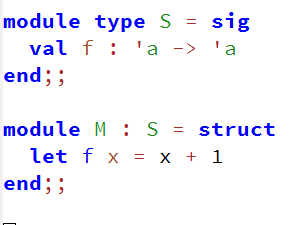 module type S = sig
  val f : 'a -> 'a
end;;

module M : S = struct
  let f x = x + 1
end;;